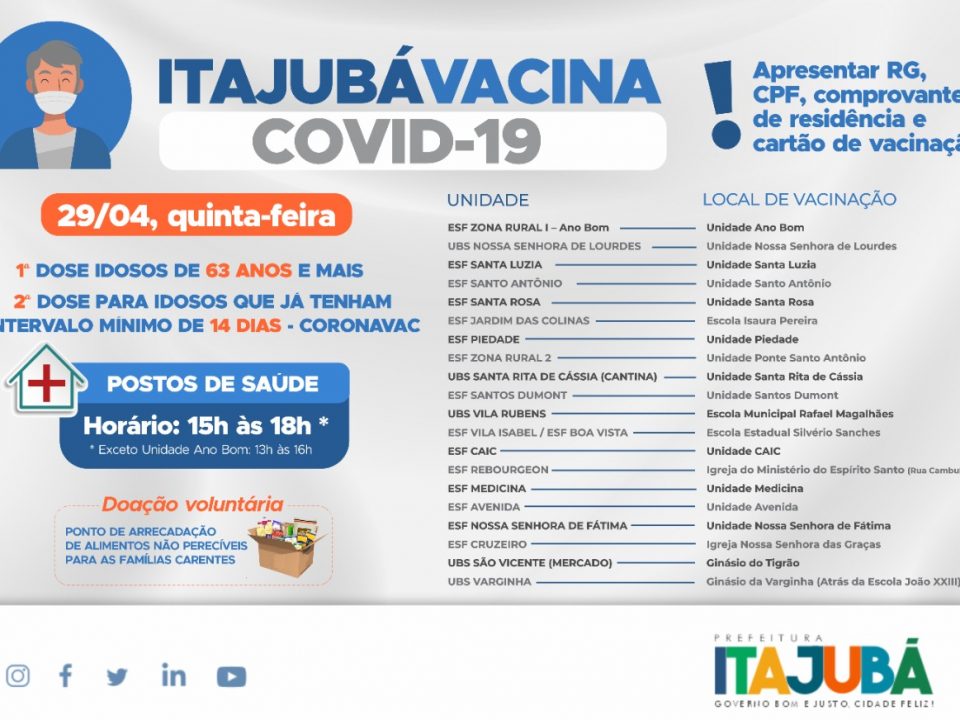 ITAJUBÁVACINA
COVID-19
Apresentar RG,
CPF, comprovante
de residência e
cartão de vacinaçã
29/04, quinta-feira
1ª DOSE IDOSOS DE 63 ANOS E MAIS
2ª DOSE PARA IDOSOS QUE JÁ TENHAM
NTERVALO MÍNIMO DE 14 DIAS - CORONAVAC
POSTOS DE SAÚDE
Horário: 15h às 18h *
* Exceto Unidade Ano Bom: 13h às 16h
Doação voluntária
PONTO DE ARRECADAÇÃO
DE ALIMENTOS NÃO PERECÍVEIS
PARA AS FAMÍLIAS CARENTES
UNIDADE LOCAL DE VACINAÇÃO
ESF ZONA RURAL I – Ano Bom Unidade Ano Bom
UBS NOSSA SENHORA DE LOURDES Unidade Nossa Senhora de Lourdes
ESF SANTA LUZIA Unidade Santa Luzia
ESF SANTO ANTÔNIO Unidade Santo Antônio
ESF SANTA ROSA Unidade Santa Rosa
ESF JARDIM DAS COLINAS Escola Isaura Pereira
ESF PIEDADE Unidade Piedade
ESF ZONA RURAL 2 Unidade Ponte Santo Antônio
UBS SANTA RITA DE CÁSSIA (CANTINA) Unidade Santa Rita de Cássia
ESF SANTOS DUMONT Unidade Santos Dumont
UBS VILA RUBENS Escola Municipal Rafael Magalhães
ESF VILA ISABEL / ESF BOA VISTA Escola Estadual Silvério Sanches
ESF CAIC Unidade CAIC
ESF REBOURGEON Igreja do Ministério do Espírito Santo (Rua Cambu
ESF MEDICINA Unidade Medicina
ESF AVENIDA Unidade Avenida
ESF NOSSA SENHORA DE FÁTIMA Unidade Nossa Senhora de Fátima
ESF CRUZEIRO Igreja Nossa Senhora das Graças
UBS SÃO VICENTE (MERCADO) Ginásio do Tigrão
UBS VARGINHA Ginásio da Varginha (Atrás da Escola João XXIII)
PREFEITURA
ITAJUBÁ
GOVERNO BOM E JUSTO, CIDADE FELIZ!